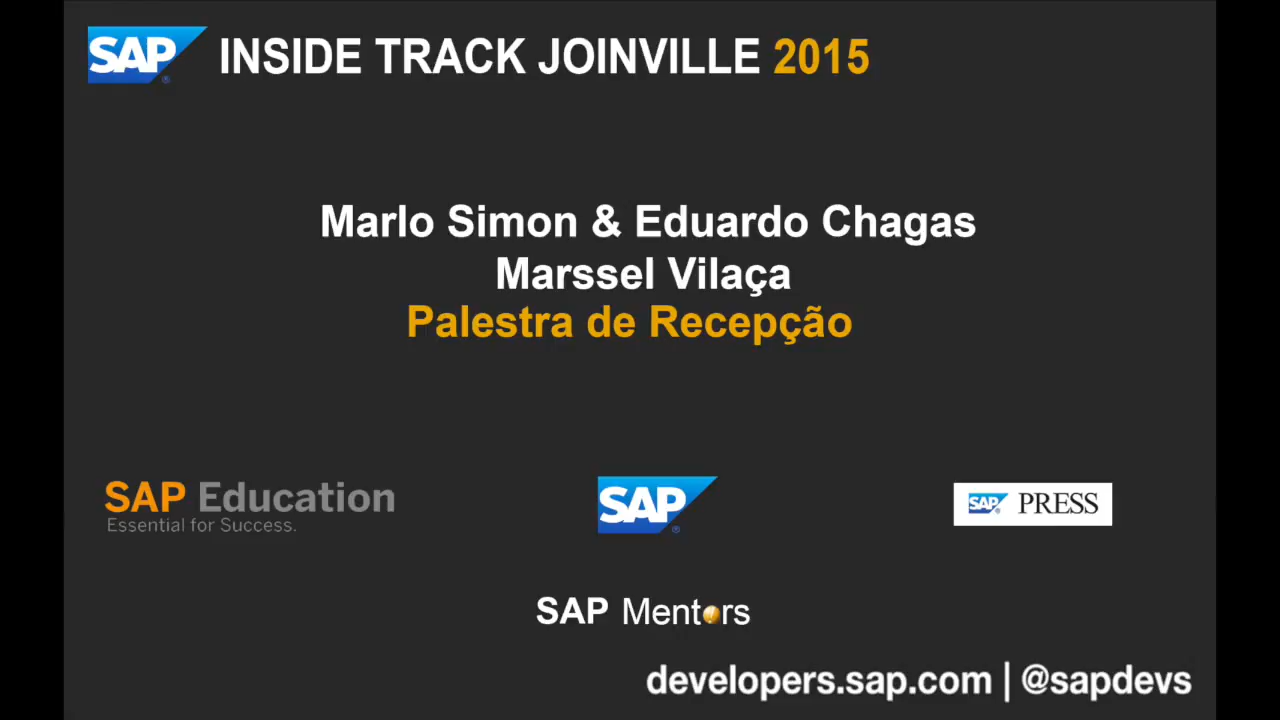 SAP INSIDE TRACK JOINVILLE 2015
Marlo Simon & Eduardo Chagas
Marssel Vilaça
Palestra de Recepção
SAP Education
Essential for Success.
SAP
SAP PRESS
SAP Mentors
developers.sap.com | @sapdevs